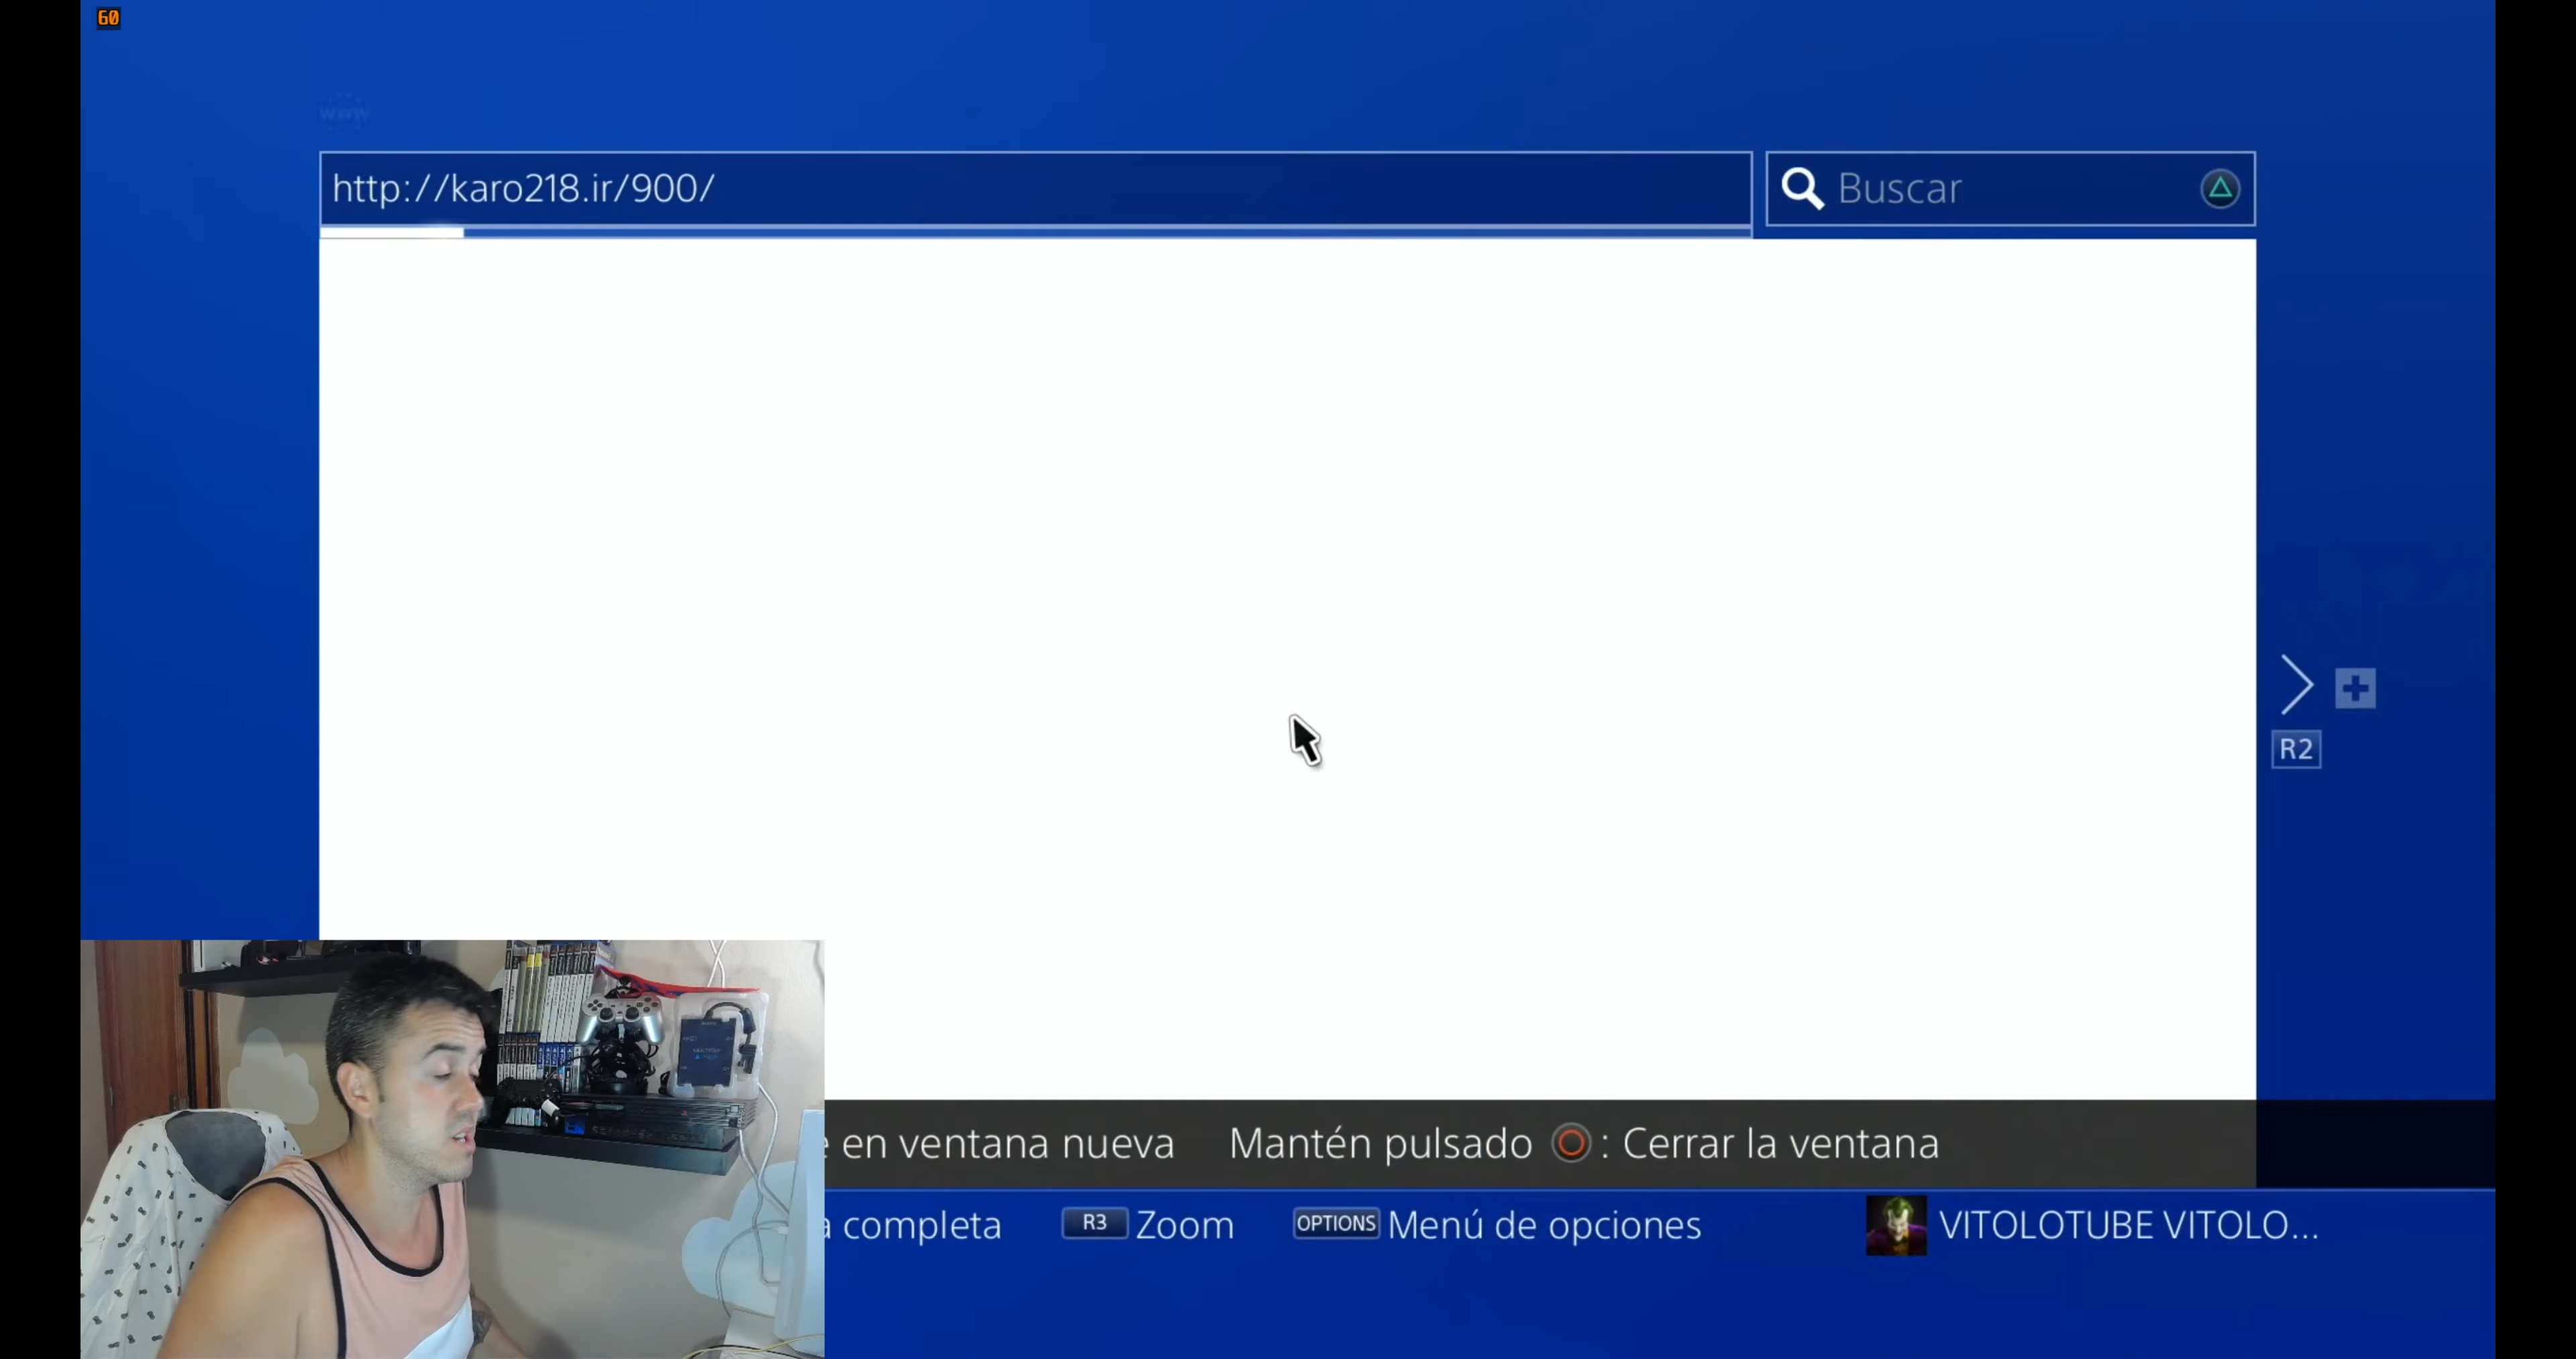 60
www
http://karo218.ir/900/
Buscar
R2
e en ventana nueva Mantén pulsado : Cerrar la ventana
a completa R3 Zoom OPTIONS Menú de opciones VITOLOTUBE VITOLO...